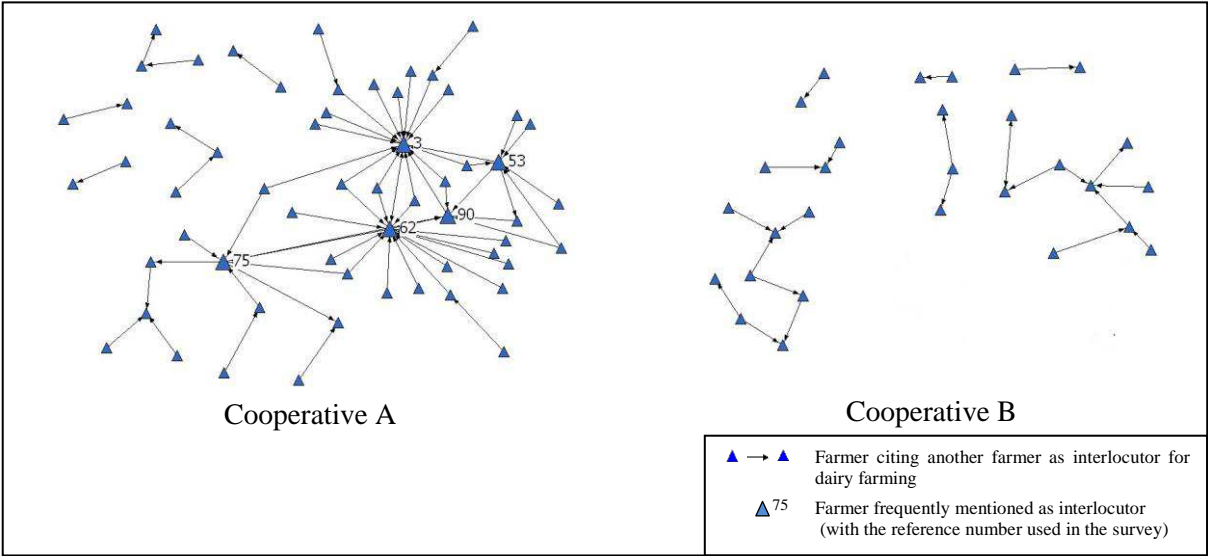 3
53
90
62
75
Cooperative A
Cooperative B
Farmer citing another farmer as interlocutor for
dairy farming
75 Farmer frequently mentioned as interlocutor
(with the reference number used in the survey)